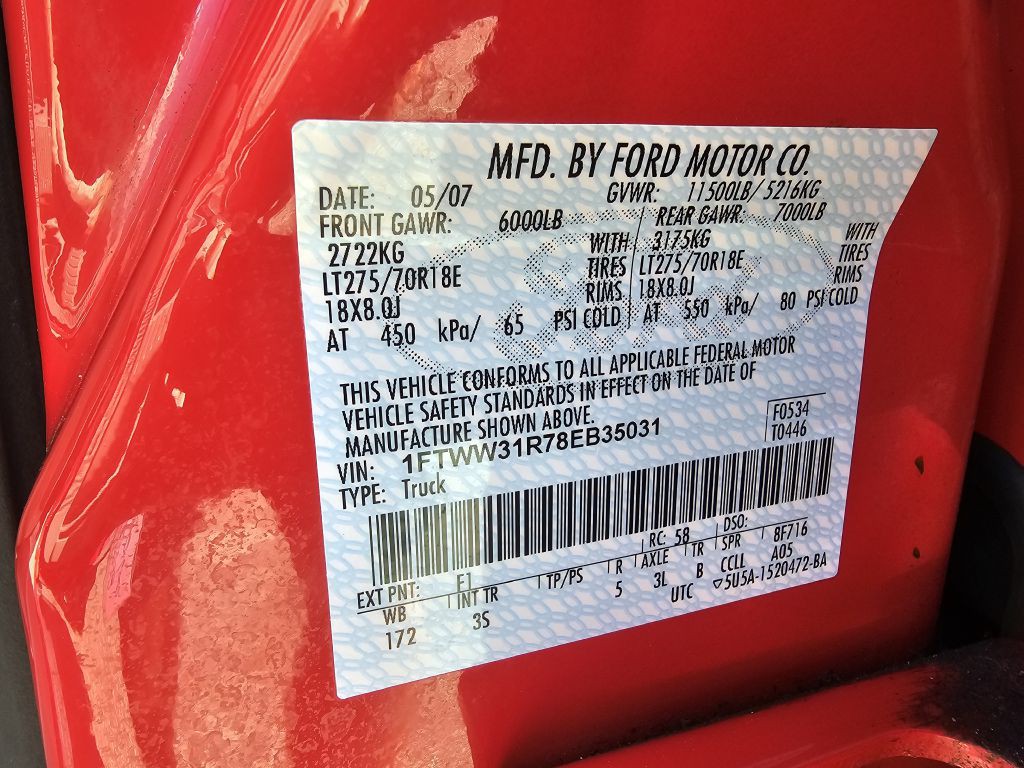 MFD. BY FORD MOTOR CO.
DATE: 05/07 GVWR: 11500LB/ 5216KG
FRONT GAWR: 6000LB REAR GAWR: 7000LB
2722KG WITH 3175KG WITH
LT275/70R18E TIRES LT275/70R18E TIRES
18X8.0J RIMS 18X8.0J RIMS
AT 450 kPa/ 65 PSI COLD AT 550 kPa/ 80 PSI COLD
THIS VEHICLE CONFORMS TO ALL APPLICABLE FEDERAL MOTOR
VEHICLE SAFETY STANDARDS IN EFFECT ON THE DATE OF
MANUFACTURE SHOWN ABOVE.
VIN: 1FTWW31R78EB35031 F0534
TYPE: Truck T0446
EXT PNT: F1 RC: 58 DSO: 8F716
WB INT TR TP/PS R AXLE TR SPR A05
172 3S 5 3L B CCLL
UTC ▽5U5A-1520472-BA